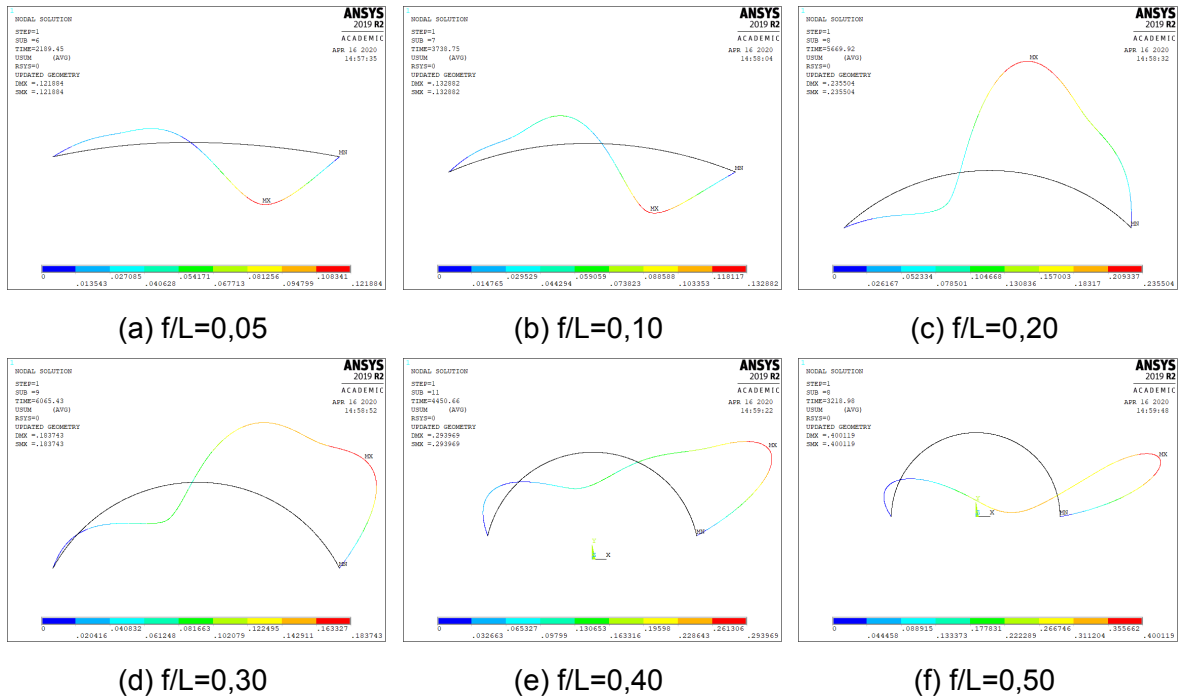 1
NODAL SOLUTION
STEP=1
SUB =6
TIME=2189.45
USUM (AVG)
RSYS=0
UPDATED GEOMETRY
DMX =.121884
SMX =.121884
ANSYS
2019 R2
ACADEMIC
APR 16 2020
14:57:35
MN
MX
0 .027085 .054171 .081256 .108341
.013543 .040628 .067713 .094799 .121884
(a) f/L=0,05
1
NODAL SOLUTION
STEP=1
SUB =7
TIME=3738.75
USUM (AVG)
RSYS=0
UPDATED GEOMETRY
DMX =.132882
SMX =.132882
ANSYS
2019 R2
ACADEMIC
APR 16 2020
14:58:04
MN
MX
0 .029529 .059059 .088588 .118117
.014765 .044294 .073823 .103353 .132882
(b) f/L=0,10
1
NODAL SOLUTION
STEP=1
SUB =8
TIME=5669.92
USUM (AVG)
RSYS=0
UPDATED GEOMETRY
DMX =.235504
SMX =.235504
ANSYS
2019 R2
ACADEMIC
APR 16 2020
14:58:32
MX
MN
0 .052334 .104668 .157003 .209337
.026167 .078501 .130836 .18317 .235504
(c) f/L=0,20
1
NODAL SOLUTION
STEP=1
SUB =9
TIME=6065.43
USUM (AVG)
RSYS=0
UPDATED GEOMETRY
DMX =.183743
SMX =.183743
ANSYS
2019 R2
ACADEMIC
APR 16 2020
14:58:52
MX
MN
0 .040832 .081663 .122495 .163327
.020416 .061248 .102079 .142911 .183743
(d) f/L=0,30
1
NODAL SOLUTION
STEP=1
SUB =11
TIME=4450.66
USUM (AVG)
RSYS=0
UPDATED GEOMETRY
DMX =.293969
SMX =.293969
ANSYS
2019 R2
ACADEMIC
APR 16 2020
14:59:22
MX
MN
Y
Z X
0 .065327 .130653 .19598 .261306
.032663 .09799 .163316 .228643 .293969
(e) f/L=0,40
1
NODAL SOLUTION
STEP=1
SUB =8
TIME=3218.98
USUM (AVG)
RSYS=0
UPDATED GEOMETRY
DMX =.400119
SMX =.400119
ANSYS
2019 R2
ACADEMIC
APR 16 2020
14:59:48
MX
Y
Z X
MN
0 .088915 .177831 .266746 .355662
.044458 .133373 .222289 .311204 .400119
(f) f/L=0,50